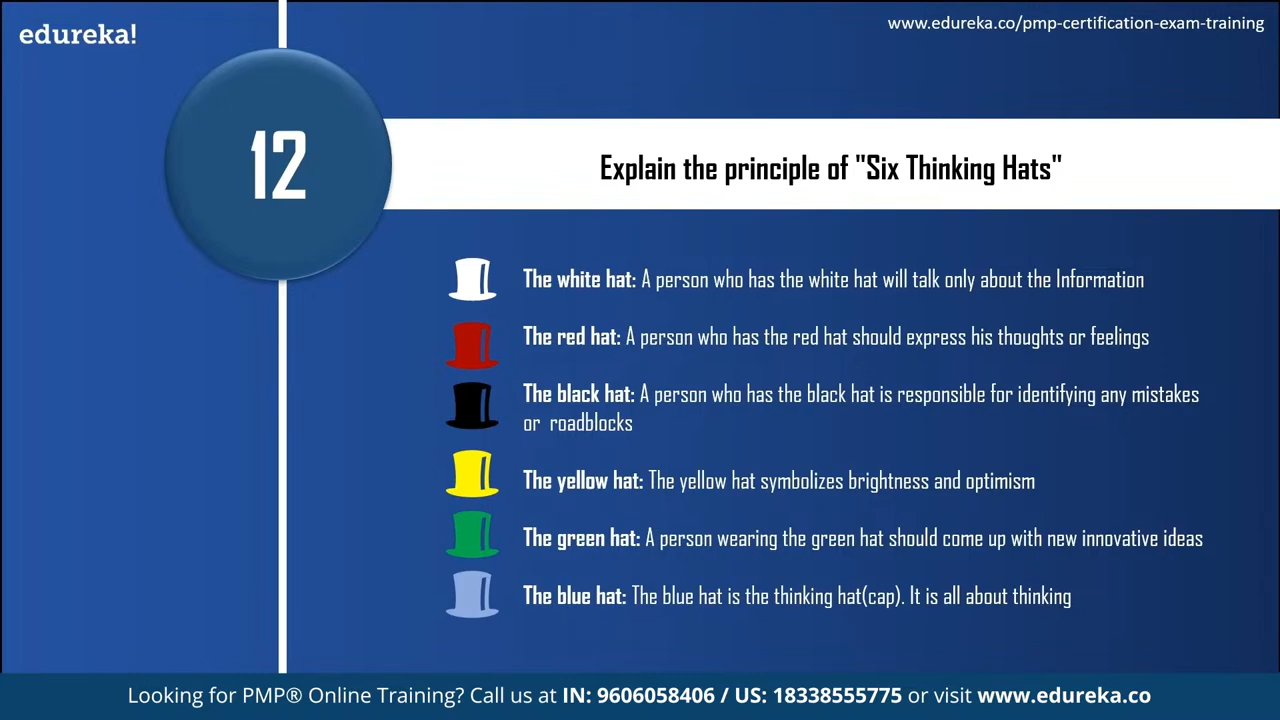 edureka!
www.edureka.co/pmp-certification-exam-training
12
Explain the principle of "Six Thinking Hats"
The white hat: A person who has the white hat will talk only about the Information
The red hat: A person who has the red hat should express his thoughts or feelings
The black hat: A person who has the black hat is responsible for identifying any mistakes
or roadblocks
The yellow hat: The yellow hat symbolizes brightness and optimism
The green hat: A person wearing the green hat should come up with new innovative ideas
The blue hat: The blue hat is the thinking hat(cap). It is all about thinking
Looking for PMP® Online Training? Call us at IN: 9606058406 / US: 18338555775 or visit www.edureka.co